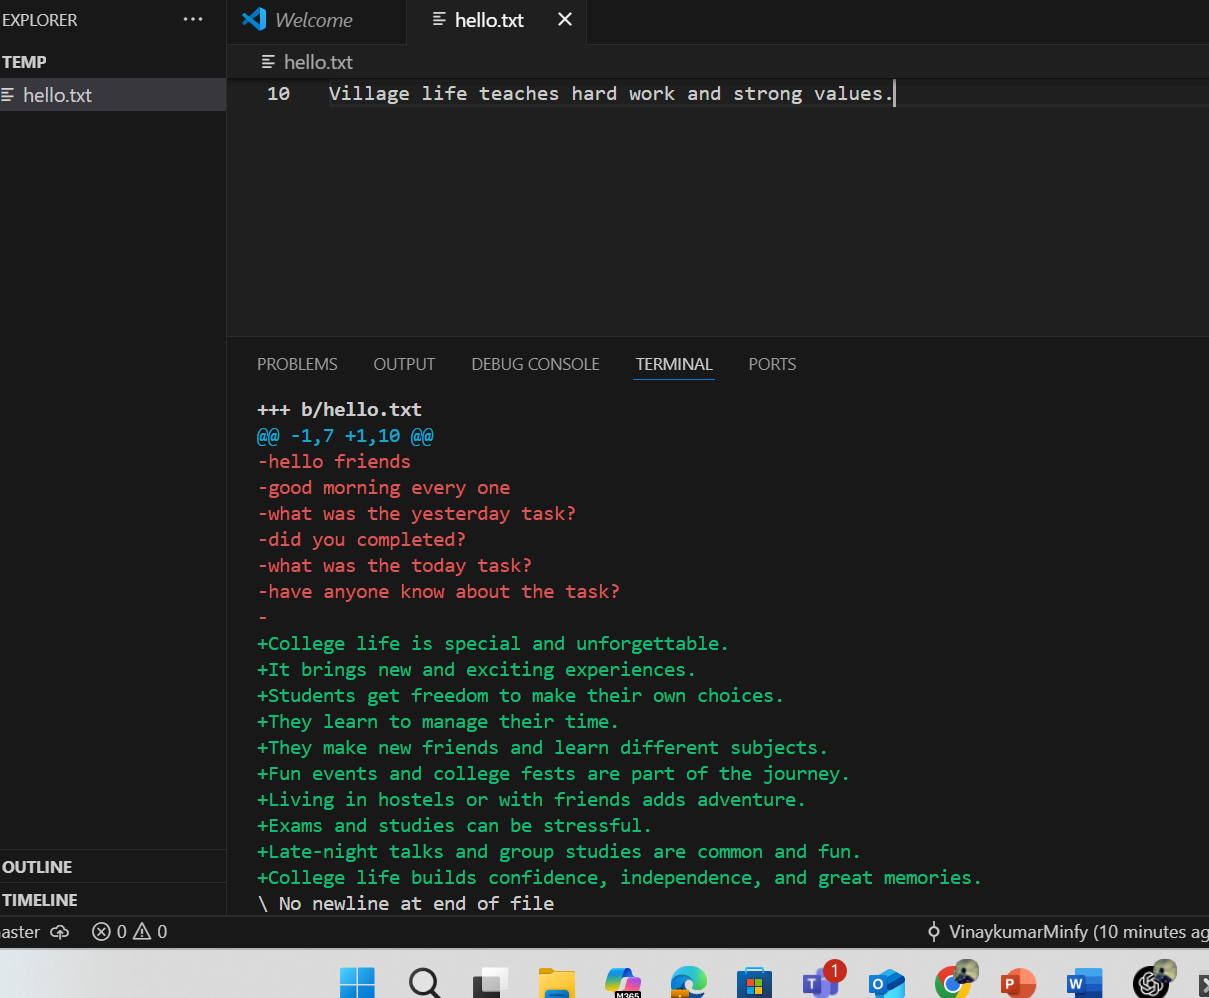 EXPLORER
···
Welcome
hello.txt
TEMP
hello.txt
hello.txt
10 Village life teaches hard work and strong values.
PROBLEMS OUTPUT DEBUG CONSOLE TERMINAL PORTS
+++ b/hello.txt
@@ -1,7 +1,10 @@
-hello friends
-good morning every one
-what was the yesterday task?
-did you completed?
-what was the today task?
-have anyone know about the task?
-
+College life is special and unforgettable.
+It brings new and exciting experiences.
+Students get freedom to make their own choices.
+They learn to manage their time.
+They make new friends and learn different subjects.
+Fun events and college fests are part of the journey.
+Living in hostels or with friends adds adventure.
+Exams and studies can be stressful.
+Late-night talks and group studies are common and fun.
+College life builds confidence, independence, and great memories.
\ No newline at end of file
OUTLINE
TIMELINE
aster 0 0 VinaykumarMinfy (10 minutes ag
M365 T 1 O P W